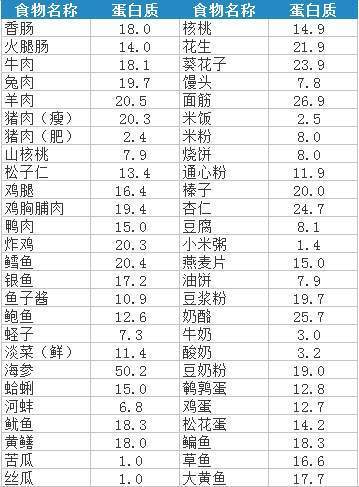 食物名称 蛋白质 食物名称 蛋白质
香肠 18.0 核桃 14.9
火腿肠 14.0 花生 21.9
牛肉 18.1 葵花子 23.9
兔肉 19.7 馒头 7.8
羊肉 20.5 面筋 26.9
猪肉（瘦） 20.3 米饭 2.5
猪肉（肥） 2.4 米粉 8.0
山核桃 7.9 烧饼 8.0
松子仁 13.4 通心粉 11.9
鸡腿 16.4 榛子 20.0
鸡胸脯肉 19.4 杏仁 24.7
鸭肉 15.0 豆腐 8.1
炸鸡 20.3 小米粥 1.4
鳕鱼 20.4 燕麦片 15.0
银鱼 17.2 油饼 7.9
鱼子酱 10.9 豆浆粉 19.7
鲍鱼 12.6 奶酪 25.7
蛏子 7.3 牛奶 3.0
淡菜（鲜） 11.4 酸奶 3.2
海参 50.2 豆奶粉 19.0
蛤蜊 15.0 鹌鹑蛋 12.8
河蚌 6.8 鸡蛋 12.7
鱿鱼 18.3 松花蛋 14.2
黄鳝 18.0 鳊鱼 18.3
苦瓜 1.0 草鱼 16.6
丝瓜 1.0 大黄鱼 17.7